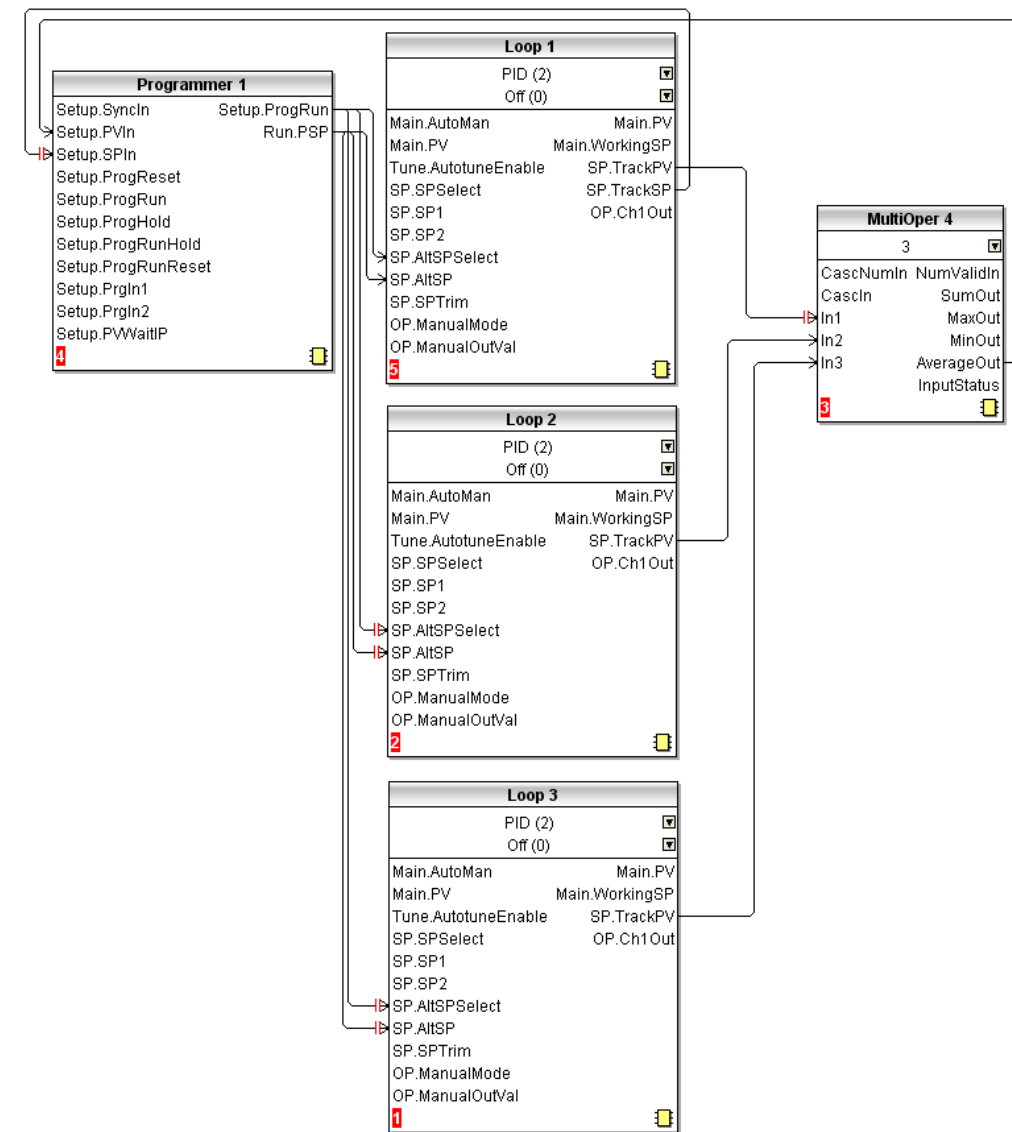 Programmer 1
Setup.SyncIn Setup.ProgRun
Setup.PVIn Run.PSP
Setup.SPIn
Setup.ProgReset
Setup.ProgRun
Setup.ProgHold
Setup.ProgRunHold
Setup.ProgRunReset
Setup.PrgIn1
Setup.PrgIn2
Setup.PVWaitIP
4
Loop 1
PID (2)
Off (0)
Main.AutoMan Main.PV
Main.PV Main.WorkingSP
Tune.AutotuneEnable SP.TrackPV
SP.SPSelect SP.TrackSP
SP.SP1 OP.Ch1Out
SP.SP2
SP.AltSPSelect
SP.AltSP
SP.SPTrim
OP.ManualMode
OP.ManualOutVal
5
Loop 2
PID (2)
Off (0)
Main.AutoMan Main.PV
Main.PV Main.WorkingSP
Tune.AutotuneEnable SP.TrackPV
SP.SPSelect OP.Ch1Out
SP.SP1
SP.SP2
SP.AltSPSelect
SP.AltSP
SP.SPTrim
OP.ManualMode
OP.ManualOutVal
2
Loop 3
PID (2)
Off (0)
Main.AutoMan Main.PV
Main.PV Main.WorkingSP
Tune.AutotuneEnable SP.TrackPV
SP.SPSelect OP.Ch1Out
SP.SP1
SP.SP2
SP.AltSPSelect
SP.AltSP
SP.SPTrim
OP.ManualMode
OP.ManualOutVal
1
MultiOper 4
3
CascNumIn NumValidIn
CascIn SumOut
In1 MaxOut
In2 MinOut
In3 AverageOut
InputStatus
3